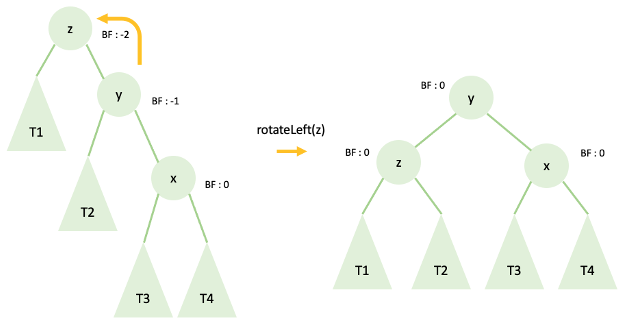 z
BF : -2
y
BF : -1
T1
x
BF : 0
T2
T3
T4
rotateLeft(z)
BF : 0
y
BF : 0
z
x
BF : 0
T1
T2
T3
T4